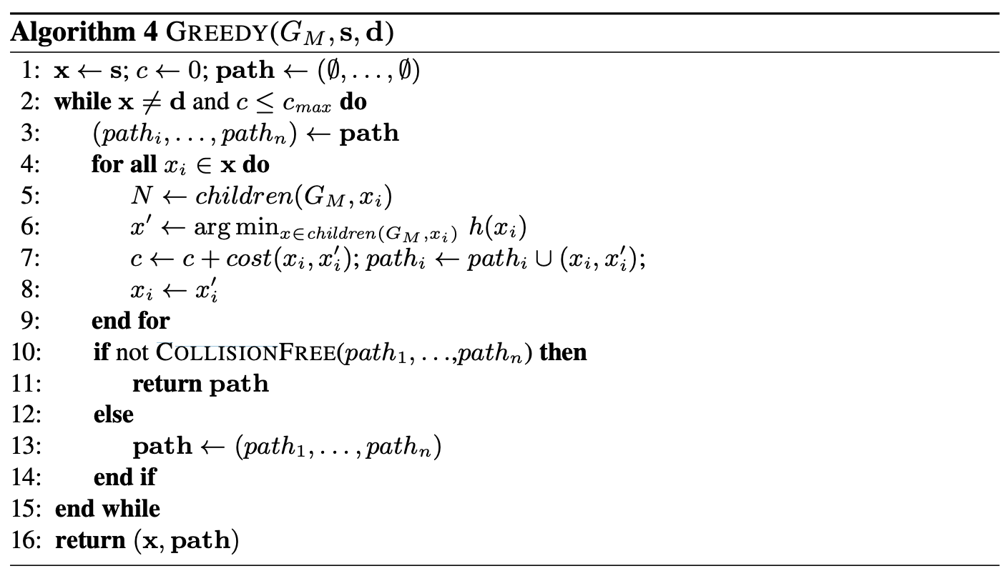 Algorithm 4 GREEDY(G_M, s, d)
1: x ← s; c ← 0; path ← (∅, . . . , ∅)
2: while x ≠ d and c ≤ c_max do
3: (path_i, . . . , path_n) ← path
4: for all x_i ∈ x do
5: N ← children(G_M, x_i)
6: x′ ← arg min_{x∈children(G_M,x_i)} h(x_i)
7: c ← c + cost(x_i, x′_i); path_i ← path_i ∪ (x_i, x′_i);
8: x_i ← x′_i
9: end for
10: if not COLLISIONFREE(path_1, . . .,path_n) then
11: return path
12: else
13: path ← (path_1, . . . , path_n)
14: end if
15: end while
16: return (x, path)